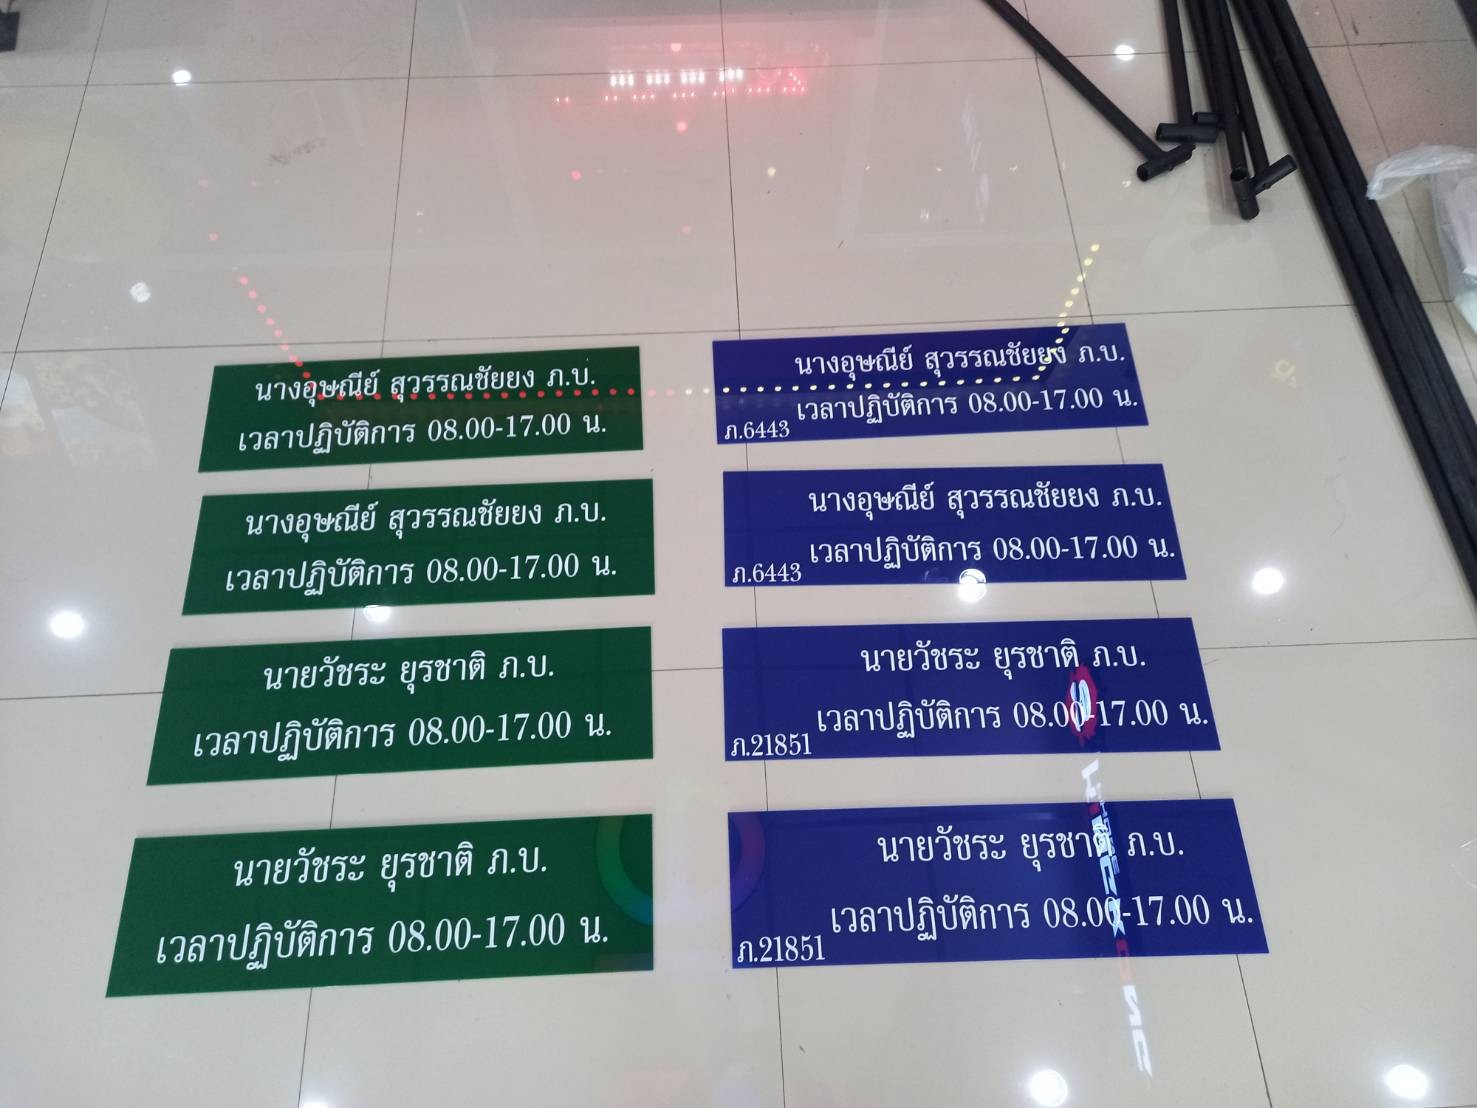 นางอุษณีย์ สุวรรณชัยยง ภ.บ.
เวลาปฏิบัติการ 08.00-17.00 น.
นางอุษณีย์ สุวรรณชัยยง ภ.บ.
เวลาปฏิบัติการ 08.00-17.00 น.
นายวัชระ ยุรชาติ ภ.บ.
เวลาปฏิบัติการ 08.00-17.00 น.
นายวัชระ ยุรชาติ ภ.บ.
เวลาปฏิบัติการ 08.00-17.00 น.
นางอุษณีย์ สุวรรณชัยยง ภ.บ.
เวลาปฏิบัติการ 08.00-17.00 น.
ภ.6443
นางอุษณีย์ สุวรรณชัยยง ภ.บ.
เวลาปฏิบัติการ 08.00-17.00 น.
ภ.6443
นายวัชระ ยุรชาติ ภ.บ.
เวลาปฏิบัติการ 08.00-17.00 น.
ภ.21851
นายวัชระ ยุรชาติ ภ.บ.
เวลาปฏิบัติการ 08.00-17.00 น.
ภ.21851